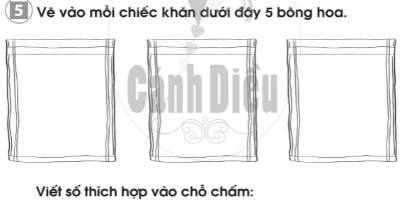 5 Vẽ vào mỗi chiếc khăn dưới đây 5 bông hoa.
Cánh Diều
Viết số thích hợp vào chỗ chấm: